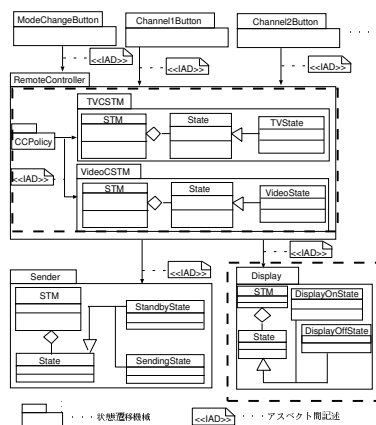 ModeChangeButton
Channel1Button
Channel2Button
<<IAD>>
<<IAD>>
<<IAD>>
RemoteController
TVCSTM
STM
State
TVState
CCPolicy
<<IAD>>
VideoCSTM
STM
State
VideoState
<<IAD>>
<<IAD>>
Sender
STM
StandbyState
State
SendingState
Display
STM
DisplayOnState
State
DisplayOffState
・・・状態遷移機械
<<IAD>> ・・・アスペクト間記述